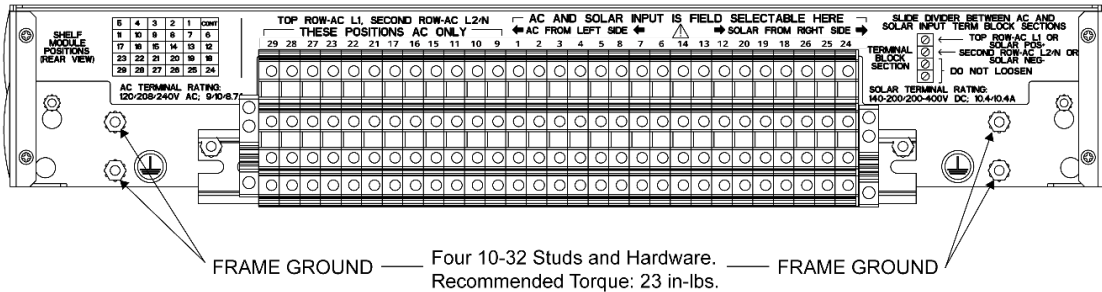 SHELF
MODULE
POSITIONS
(REAR VIEW)
5 4 3 2 1 CONT
11 10 9 8 7 6
17 16 15 14 13 12
23 22 21 20 19 18
29 28 27 26 25 24
AC TERMINAL RATING:
120/208/240V AC; 9/10/8.7A
TOP ROW-AC L1, SECOND ROW-AC L2/N
THESE POSITIONS AC ONLY
AC AND SOLAR INPUT IS FIELD SELECTABLE HERE
AC FROM LEFT SIDE
SOLAR FROM RIGHT SIDE
29 28 27 23 22 21 17 16 15 11 10 9 1 2 3 4 5 8 7 6 14 13 12 20 19 18 26 25 24
SLIDE DIVIDER BETWEEN AC AND
SOLAR INPUT TERM BLOCK SECTIONS
TERMINAL
BLOCK
SECTION
TOP ROW-AC L1 OR
SOLAR POS+
SECOND ROW-AC L2/N OR
SOLAR NEG-
DO NOT LOOSEN
SOLAR TERMINAL RATING:
140-200/200-400V DC; 10.4/10.4A
FRAME GROUND
Four 10-32 Studs and Hardware.
Recommended Torque: 23 in-lbs.
FRAME GROUND